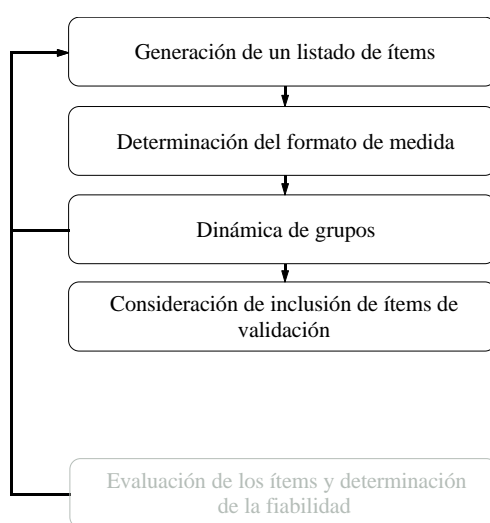 Generación de un listado de ítems
Determinación del formato de medida
Dinámica de grupos
Consideración de inclusión de ítems de
validación
Evaluación de los ítems y determinación
de la fiabilidad